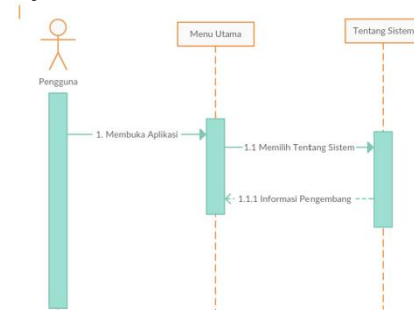 Menu Utama
Tentang Sistem
Pengguna
1. Membuka Aplikasi
1.1 Memilih Tentang Sistem
1.1.1 Informasi Pengembang